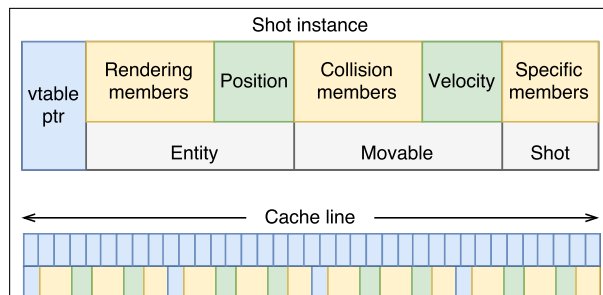 Shot instance
vtable
ptr
Rendering
members
Position
Collision
members
Velocity
Specific
members
Entity
Movable
Shot
Cache line